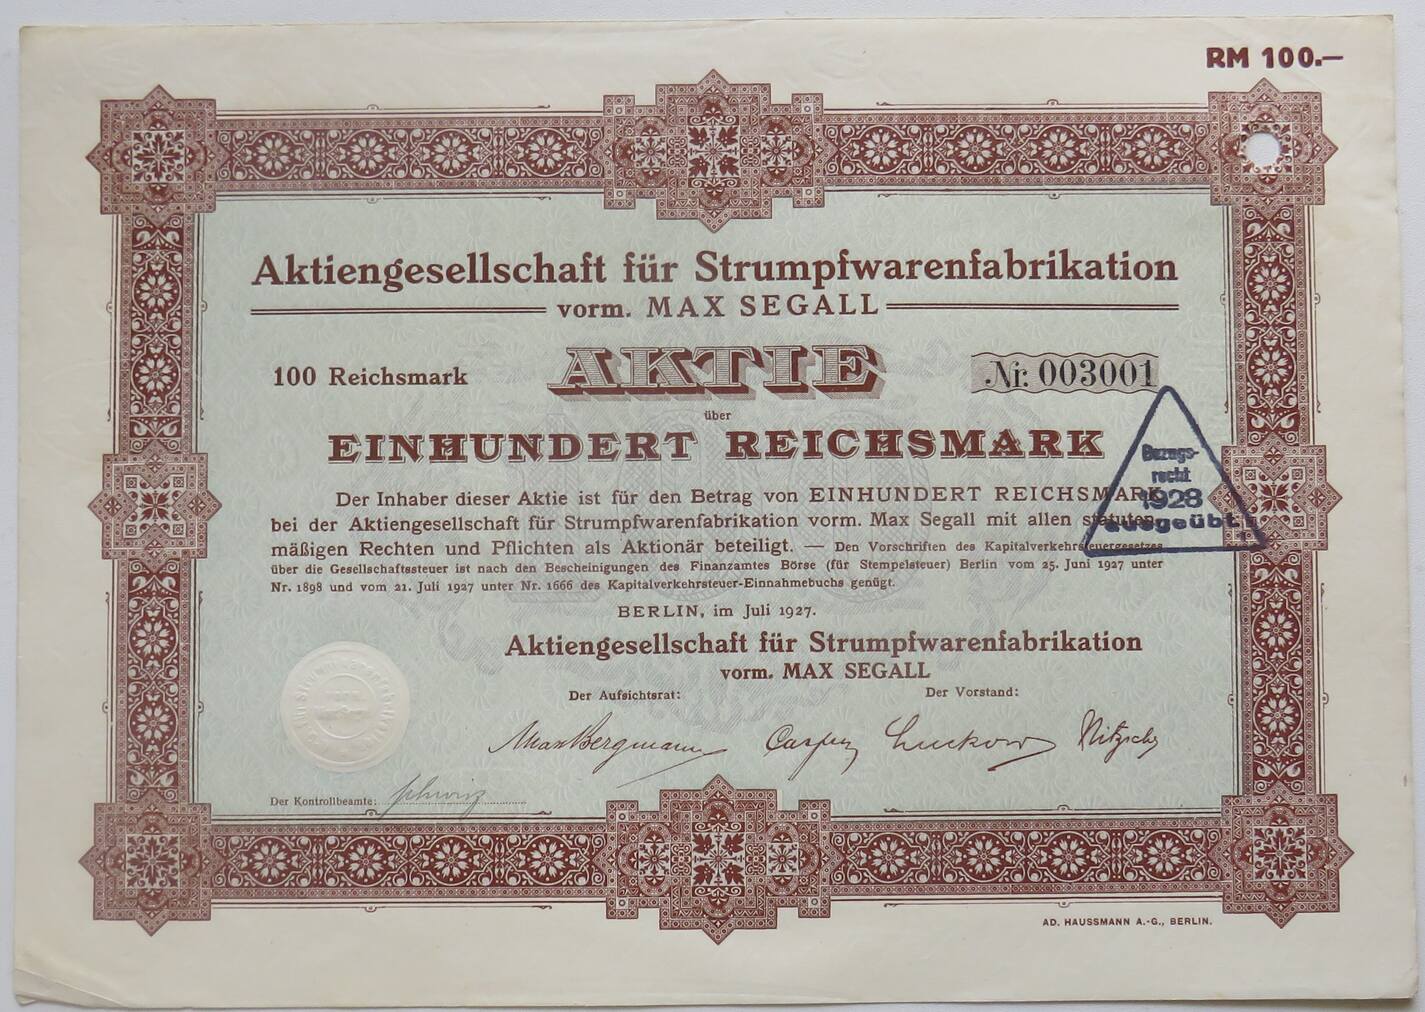 RM 100.—
Aktiengesellschaft für Strumpfwarenfabrikation
vorm. MAX SEGALL
100 Reichsmark
AKTIE
Nr. 003001
über
EINHUNDERT REICHSMARK
Bezugs-
recht
1928
ausgeübt
Der Inhaber dieser Aktie ist für den Betrag von EINHUNDERT REICHSMARK
bei der Aktiengesellschaft für Strumpfwarenfabrikation vorm. Max Segall mit allen statuten-
mäßigen Rechten und Pflichten als Aktionär beteiligt. — Den Vorschriften des Kapitalverkehrsteuergesetzes
über die Gesellschaftssteuer ist nach den Bescheinigungen des Finanzamtes Börse (für Stempelsteuer) Berlin vom 25. Juni 1927 unter
Nr. 1898 und vom 21. Juli 1927 unter Nr. 1666 des Kapitalverkehrsteuer-Einnahmebuchs genügt.
BERLIN, im Juli 1927.
Aktiengesellschaft für Strumpfwarenfabrikation
vorm. MAX SEGALL
Der Aufsichtsrat: Der Vorstand:
Max Bergmann Luckow Nitzsche
Der Kontrollbeamte:
AD. HAUSSMANN A.-G., BERLIN.